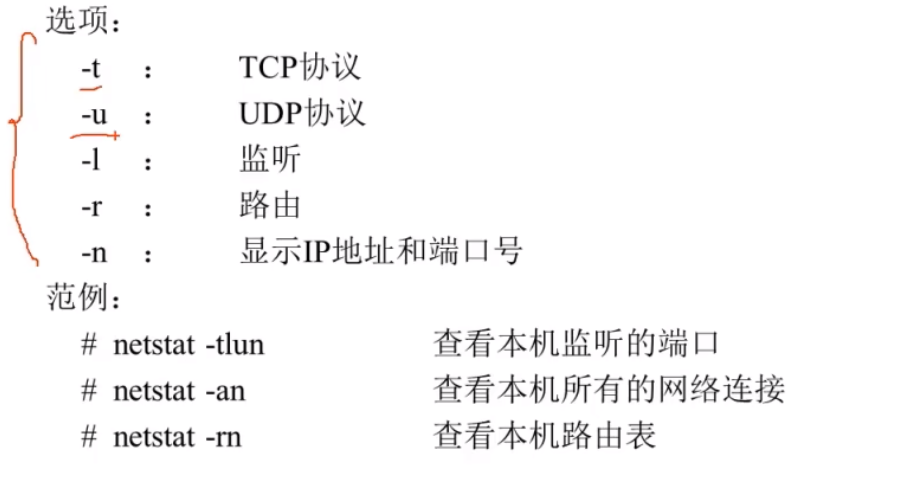 选项：
-t ： TCP协议
-u ： UDP协议
-l ： 监听
-r ： 路由
-n ： 显示IP地址和端口号
范例：
# netstat -tlun 查看本机监听的端口
# netstat -an 查看本机所有的网络连接
# netstat -rn 查看本机路由表